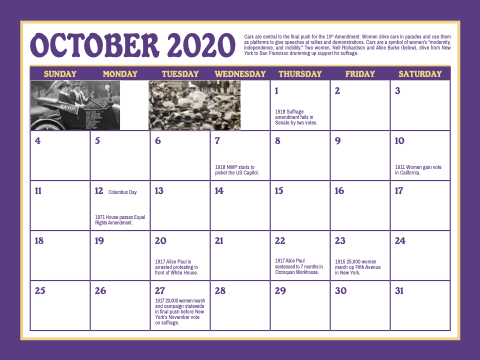 OCTOBER 2020
Cars are central to the final push for the 19th Amendment. Women drive cars in parades and use them
as platforms to give speeches at rallies and demonstrations. Cars are a symbol of women's "modernity,
independence, and mobility." Two women, Nell Richardson and Alice Burke (below), drive from New
York to San Francisco drumming up support for suffrage.
SUNDAY MONDAY TUESDAY WEDNESDAY THURSDAY FRIDAY SATURDAY
1 2 3
1918 Suffrage
amendment fails in
Senate by two votes.
4 5 6 7 8 9 10
1918 NWP starts to
picket the US Capitol.
1911 Women gain vote
in California.
11 12 Columbus Day 13 14 15 16 17
1971 House passes Equal
Rights Amendment.
18 19 20 21 22 23 24
1917 Alice Paul is
arrested protesting in
front of White House.
1917 Alice Paul
sentenced to 7 months in
Occoquan Workhouse.
1915 25,000 women
march up Fifth Avenue
in New York.
25 26 27 28 29 30 31
1917 20,000 women march
and campaign statewide
in final push before New
York's November vote
on suffrage.